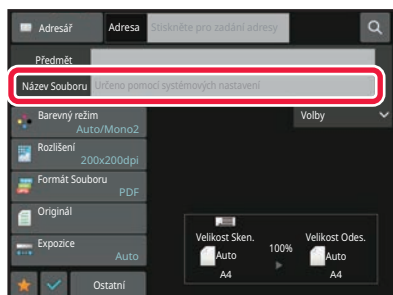 Adresář Adresa Stiskněte pro zadání adresy
Předmět
Název Souboru Určeno pomocí systémových nastavení
Barevný režim Volby
Auto/Mono2
Rozlišení
200x200dpi
Formát Souboru
PDF
Originál
Velikost Sken. 100% Velikost Odes.
Expozice Auto Auto
Auto A4 A4
Ostatní